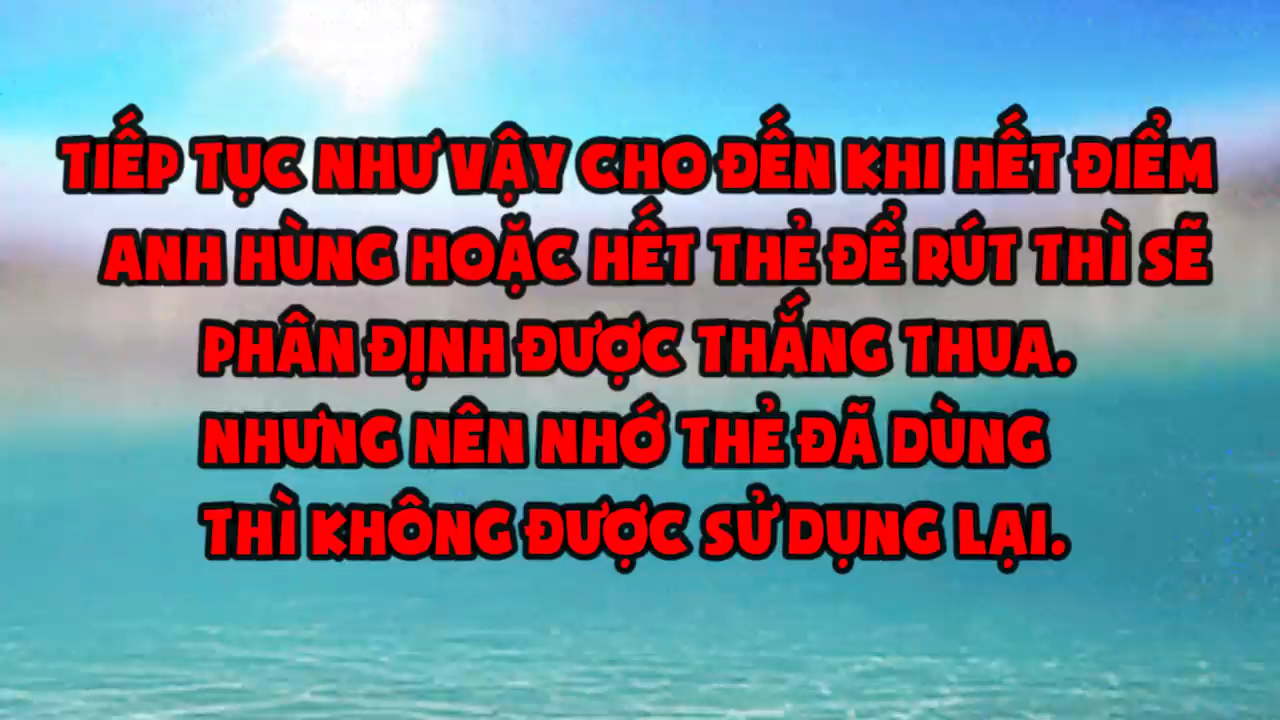 TIẾP TỤC NHƯ VẬY CHO ĐẾN KHI HẾT ĐIỂM
ANH HÙNG HOẶC HẾT THẺ ĐỂ RÚT THÌ SẼ
PHÂN ĐỊNH ĐƯỢC THẮNG THUA.
NHƯNG NÊN NHỚ THẺ ĐÃ DÙNG
THÌ KHÔNG ĐƯỢC SỬ DỤNG LẠI.